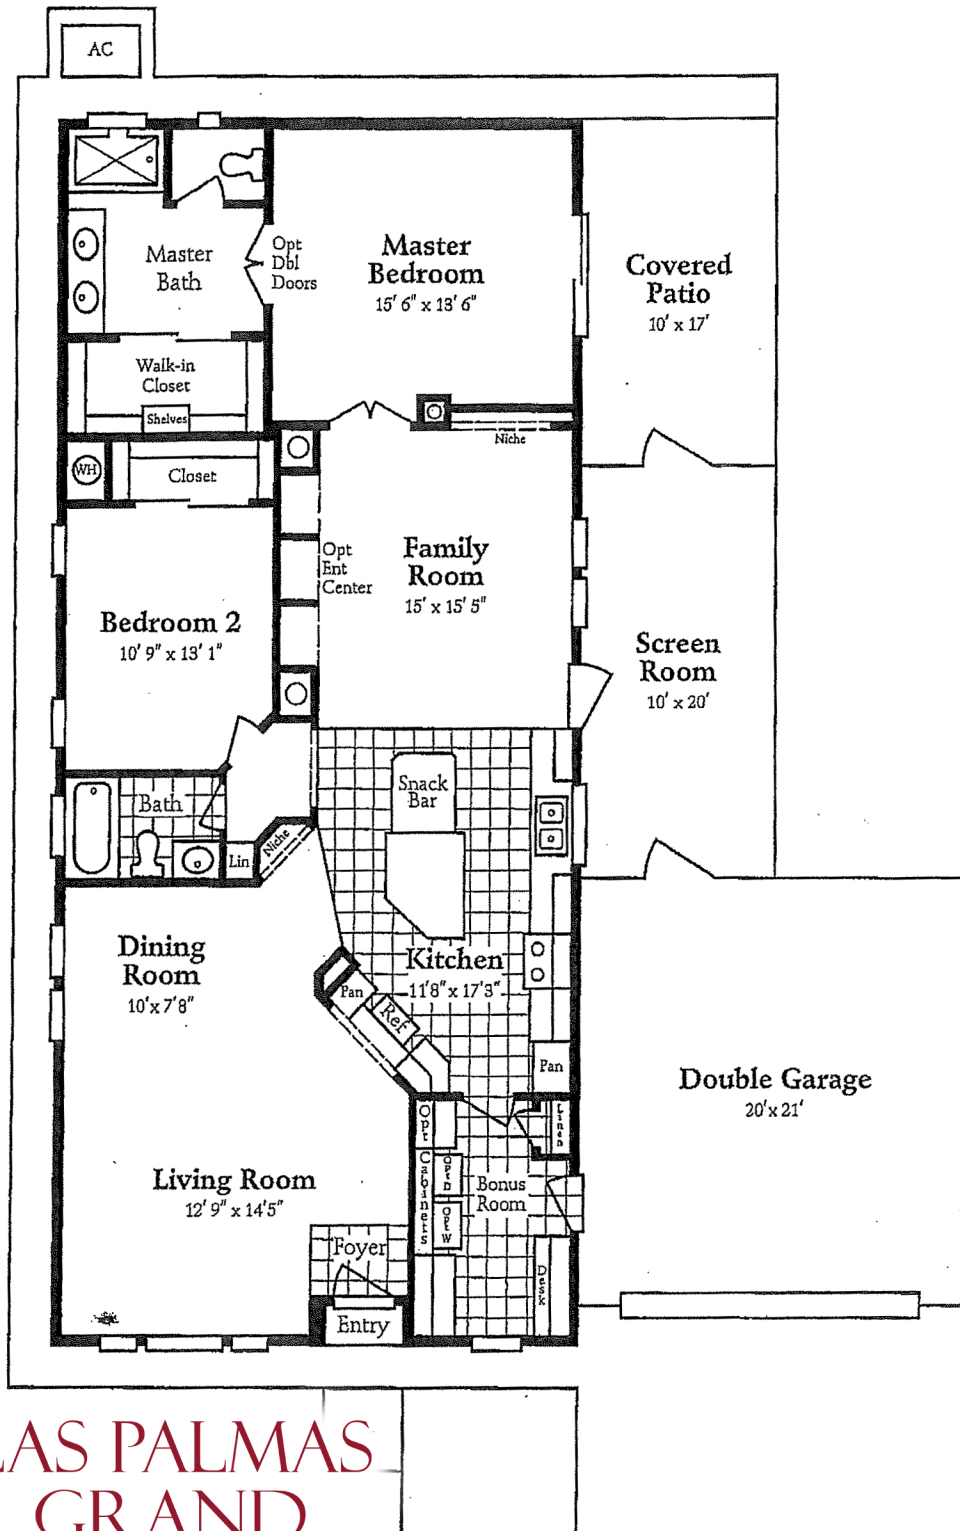 AC
Master
Bath
Opt
Dbl
Doors
Master
Bedroom
15' 6" x 13' 6"
Covered
Patio
10' x 17'
Walk-in
Closet
Shelves
Niche
WH
Closet
Opt
Ent
Center
Family
Room
15' x 15' 5"
Bedroom 2
10' 9" x 13' 1"
Screen
Room
10' x 20'
Snack
Bar
Bath
Lin
Niche
Dining
Room
10'x 7'8"
Kitchen
11'8" x 17'3"
Pan
Ref
Pan
Double Garage
20'x 21'
Opt
Cabinets
Linen
Opt D
Opt W
Bonus
Room
Living Room
12' 9" x 14'5"
Foyer
Desk
Entry
LAS PALMAS
GRAND